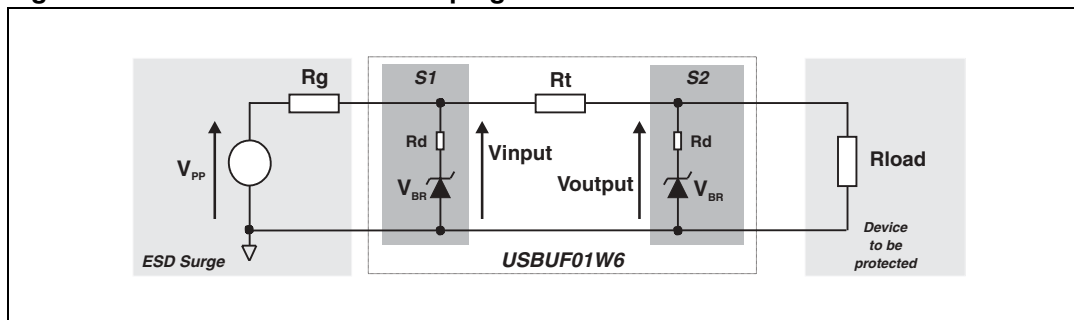 S1
S2
Rg
Rt
Rd
Rd
Vinput
Voutput
VPP
VBR
VBR
Rload
ESD Surge
USBUF01W6
Device
to be
protected